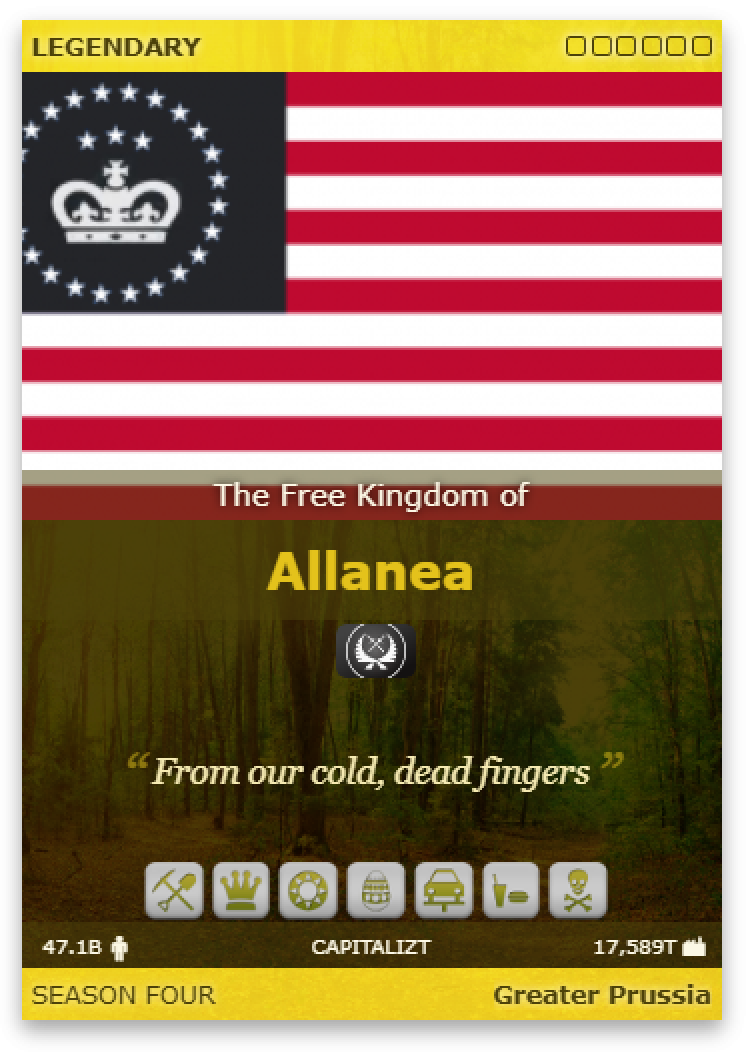 LEGENDARY
The Free Kingdom of
Allanea
“From our cold, dead fingers”
47.1B CAPITALIZT 17,589T
SEASON FOUR Greater Prussia